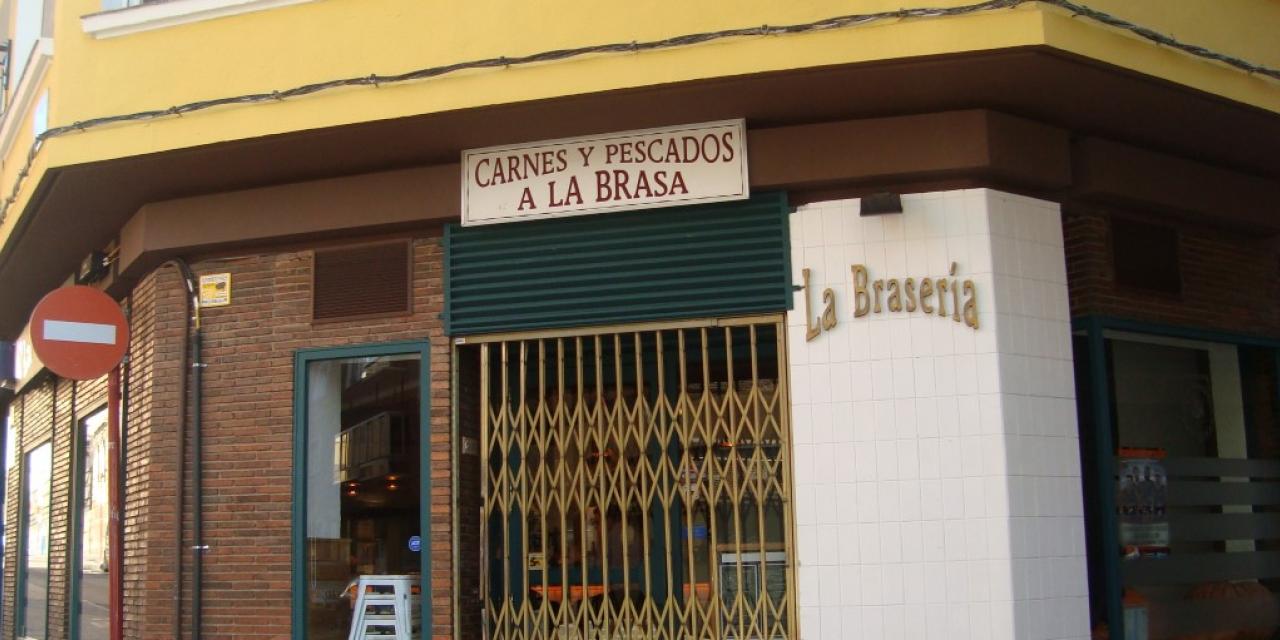 CARNES Y PESCADOS
A LA BRASA
La Brasería